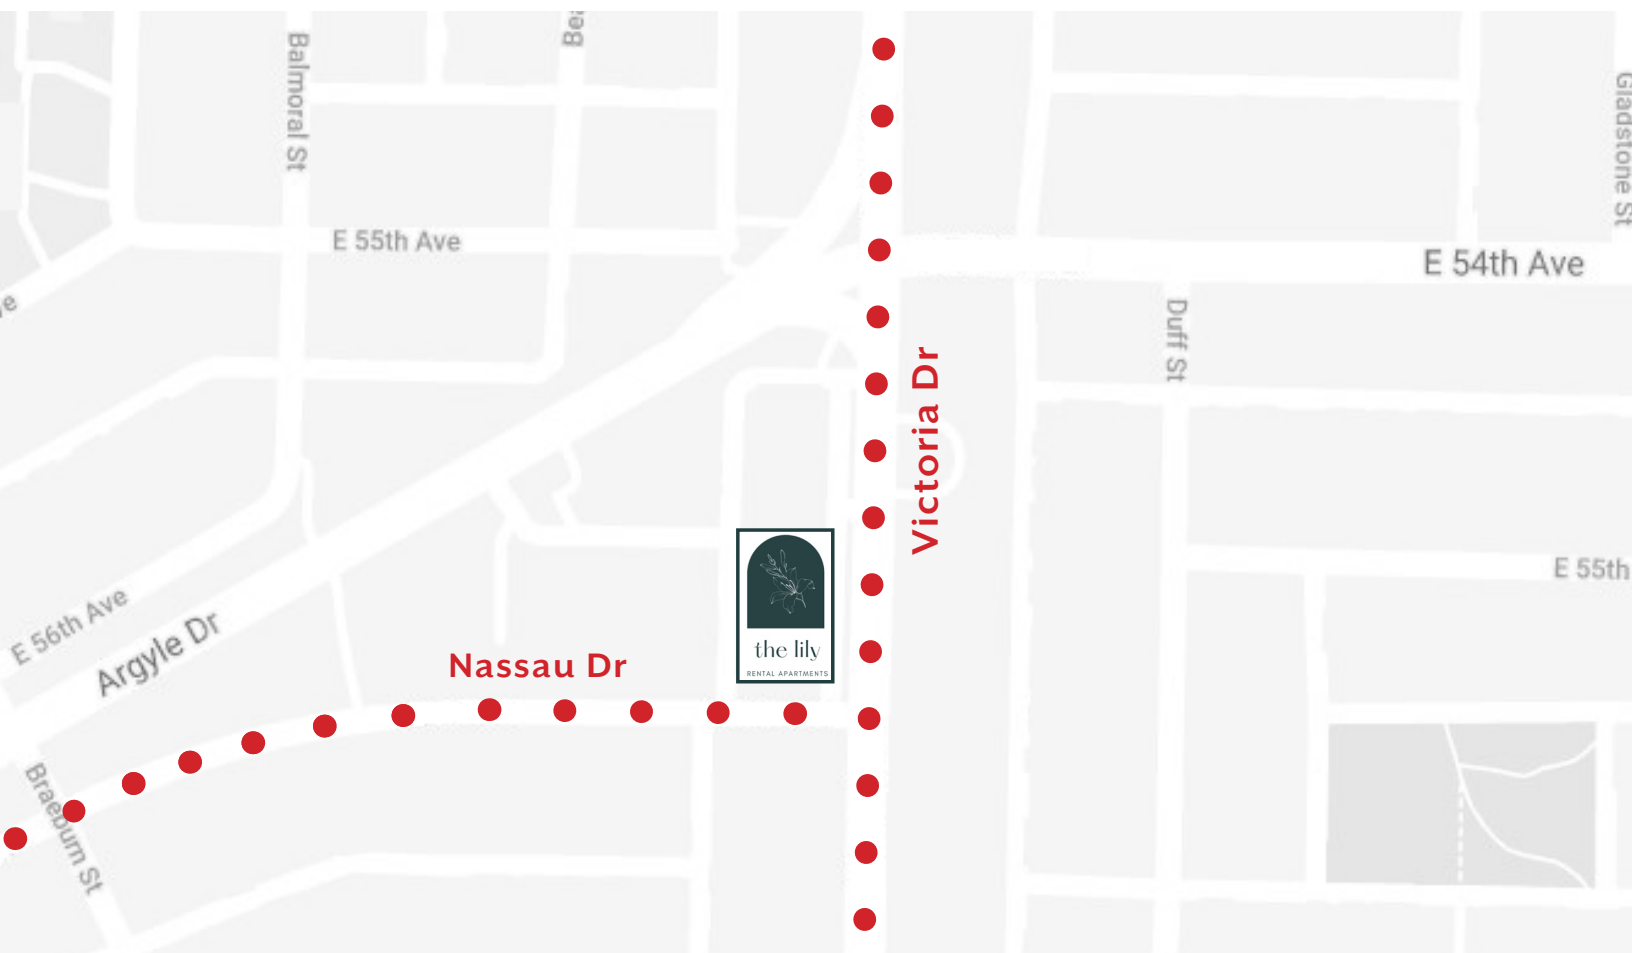 Balmoral St
Gladstone St
E 55th Ave
E 54th Ave
Duff St
Victoria Dr
E 55th
the lily
RENTAL APARTMENTS
E 56th Ave
Argyle Dr
Nassau Dr
Braeburn St